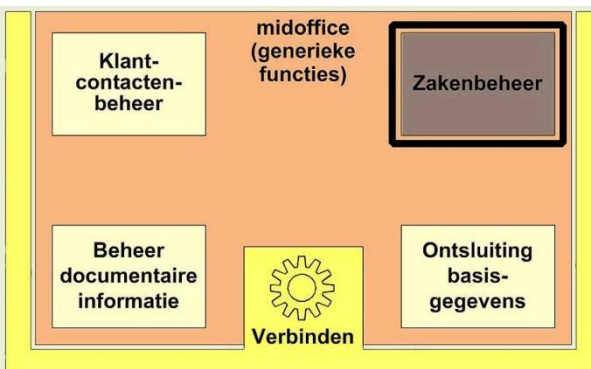 midoffice
(generieke
functies)
Klant-
contacten-
beheer
Zakenbeheer
Beheer
documentaire
informatie
Verbinden
Ontsluiting
basis-
gegevens